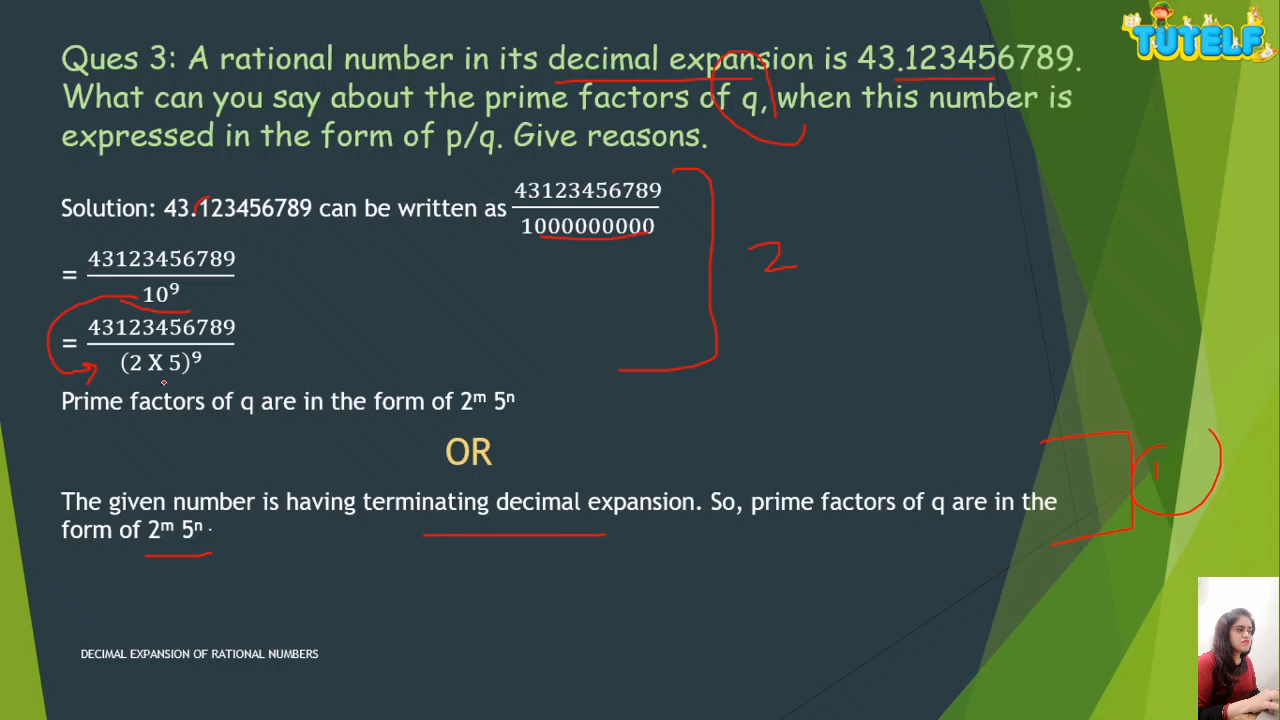 TUTELF
Ques 3: A rational number in its decimal expansion is 43.123456789.
What can you say about the prime factors of q, when this number is
expressed in the form of p/q. Give reasons.
Solution: 43.123456789 can be written as 43123456789/1000000000
= 43123456789/10⁹
= 43123456789/(2 X 5)⁹
2
Prime factors of q are in the form of 2ᵐ 5ⁿ
OR
The given number is having terminating decimal expansion. So, prime factors of q are in the
form of 2ᵐ 5ⁿ .
1
DECIMAL EXPANSION OF RATIONAL NUMBERS